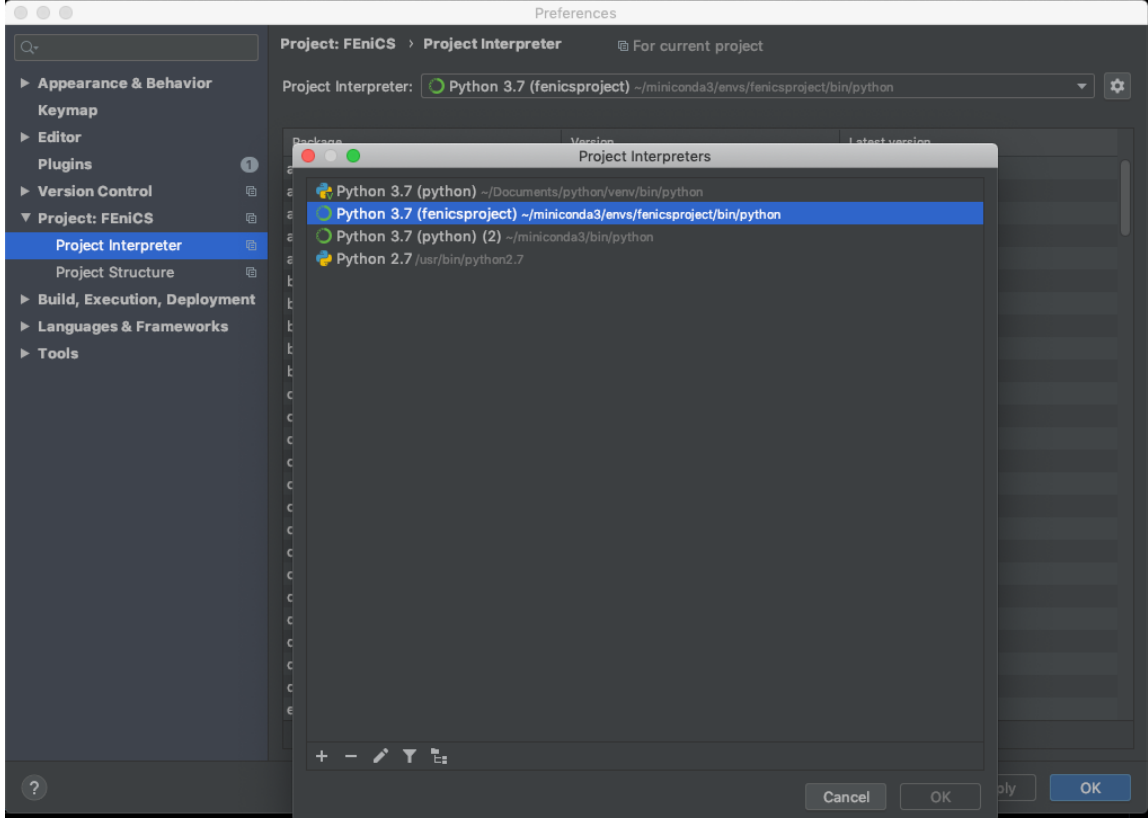 Preferences
Project: FEniCS › Project Interpreter For current project
Project Interpreter: Python 3.7 (fenicsproject) ~/miniconda3/envs/fenicsproject/bin/python
Appearance & Behavior
Keymap
Editor
Plugins 1
Version Control
Project: FEniCS
Project Interpreter
Project Structure
Build, Execution, Deployment
Languages & Frameworks
Tools
Package Version Latest version
Project Interpreters
Python 3.7 (python) ~/Documents/python/venv/bin/python
Python 3.7 (fenicsproject) ~/miniconda3/envs/fenicsproject/bin/python
Python 3.7 (python) (2) ~/miniconda3/bin/python
Python 2.7 /usr/bin/python2.7
Cancel OK
? OK